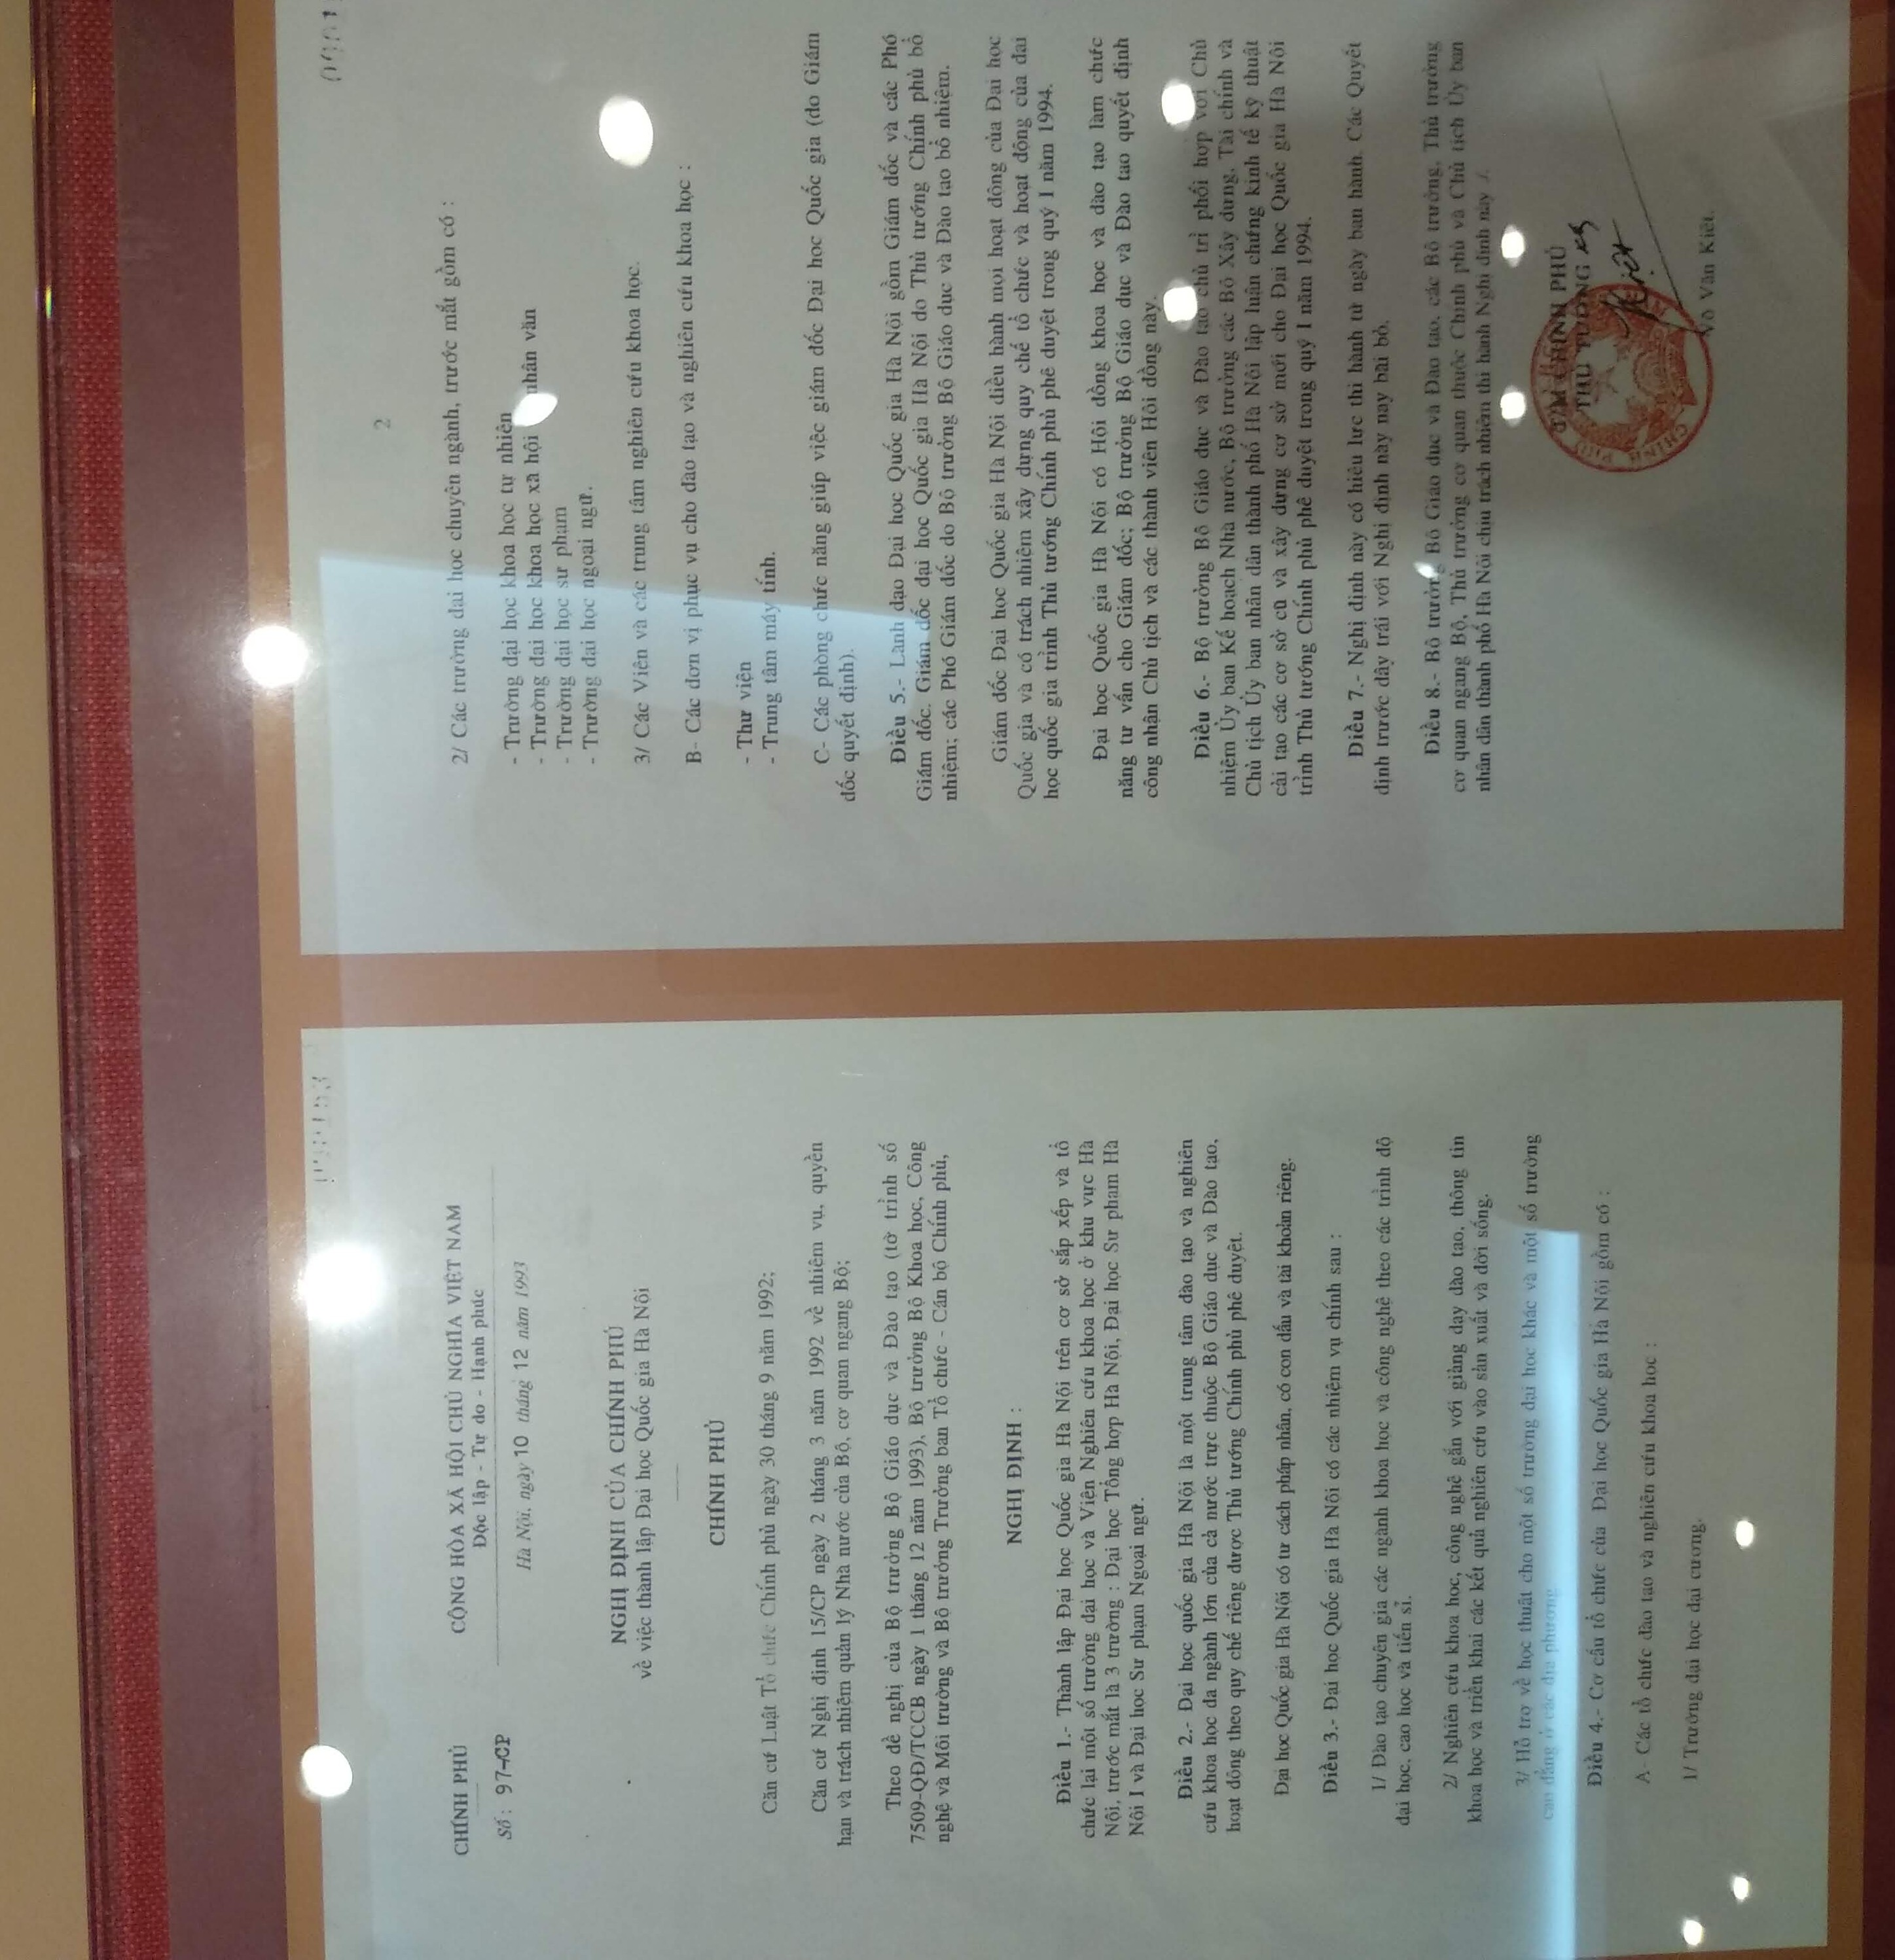 CHÍNH PHỦ
Số: 97-CP
CỘNG HÒA XÃ HỘI CHỦ NGHĨA VIỆT NAM
Độc lập - Tự do - Hạnh phúc
Hà Nội, ngày 10 tháng 12 năm 1993
NGHỊ ĐỊNH CỦA CHÍNH PHỦ
về việc thành lập Đại học Quốc gia Hà Nội
CHÍNH PHỦ
Căn cứ Luật Tổ chức Chính phủ ngày 30 tháng 9 năm 1992;
Căn cứ Nghị định 15/CP ngày 2 tháng 3 năm 1992 về nhiệm vụ, quyền
hạn và trách nhiệm quản lý Nhà nước của Bộ, cơ quan ngang Bộ;
Theo đề nghị của Bộ trưởng Bộ Giáo dục và Đào tạo (tờ trình số
7509-QĐ/TCCB ngày 1 tháng 12 năm 1993), Bộ trưởng Bộ Khoa học, Công
nghệ và Môi trường và Bộ trưởng Trưởng ban Tổ chức - Cán bộ Chính phủ,
NGHỊ ĐỊNH :
Điều 1.- Thành lập Đại học Quốc gia Hà Nội trên cơ sở sắp xếp và tổ
chức lại một số trường đại học và Viện Nghiên cứu khoa học ở khu vực Hà
Nội, trước mắt là 3 trường : Đại học Tổng hợp Hà Nội, Đại học Sư phạm Hà
Nội I và Đại học Sư phạm Ngoại ngữ.
Điều 2.- Đại học quốc gia Hà Nội là một trung tâm đào tạo và nghiên
cứu khoa học đa ngành lớn của cả nước trực thuộc Bộ Giáo dục và Đào tạo,
hoạt động theo quy chế riêng được Thủ tướng Chính phủ phê duyệt.
Đại học Quốc gia Hà Nội có tư cách pháp nhân, có con dấu và tài khoản riêng.
Điều 3.- Đại học Quốc gia Hà Nội có các nhiệm vụ chính sau :
1/ Đào tạo chuyên gia các ngành khoa học và công nghệ theo các trình độ
đại học, cao học và tiến sĩ.
2/ Nghiên cứu khoa học, công nghệ gắn với giảng dạy đào tạo, thông tin
khoa học và triển khai các kết quả nghiên cứu vào sản xuất và đời sống.
3/ Hỗ trợ về học thuật cho một số trường đại học khác và một số trường
cao đẳng ở các địa phương
Điều 4.- Cơ cấu tổ chức của Đại học Quốc gia Hà Nội gồm có :
A- Các tổ chức đào tạo và nghiên cứu khoa học :
1/ Trường đại học đại cương.
2
2/ Các trường đại học chuyên ngành, trước mắt gồm có :
- Trường đại học khoa học tự nhiên
- Trường đại học khoa học xã hội nhân văn
- Trường đại học sư phạm
- Trường đại học ngoại ngữ.
3/ Các Viện và các trung tâm nghiên cứu khoa học.
B- Các đơn vị phục vụ cho đào tạo và nghiên cứu khoa học :
- Thư viện
- Trung tâm máy tính.
C- Các phòng chức năng giúp việc giám đốc Đại học Quốc gia (do Giám
đốc quyết định).
Điều 5.- Lãnh đạo Đại học Quốc gia Hà Nội gồm Giám đốc và các Phó
Giám đốc. Giám đốc đại học Quốc gia Hà Nội do Thủ tướng Chính phủ bổ
nhiệm; các Phó Giám đốc do Bộ trưởng Bộ Giáo dục và Đào tạo bổ nhiệm.
Giám đốc Đại học Quốc gia Hà Nội điều hành mọi hoạt động của Đại học
Quốc gia và có trách nhiệm xây dựng quy chế tổ chức và hoạt động của đại
học quốc gia trình Thủ tướng Chính phủ phê duyệt trong quý I năm 1994.
Đại học Quốc gia Hà Nội có Hội đồng khoa học và đào tạo làm chức
năng tư vấn cho Giám đốc; Bộ trưởng Bộ Giáo dục và Đào tạo quyết định
công nhận Chủ tịch và các thành viên Hội đồng này.
Điều 6.- Bộ trưởng Bộ Giáo dục và Đào tạo chủ trì phối hợp với Chủ
nhiệm Ủy ban Kế hoạch Nhà nước, Bộ trưởng các Bộ Xây dựng, Tài chính và
Chủ tịch Ủy ban nhân dân thành phố Hà Nội lập luận chứng kinh tế kỹ thuật
cải tạo các cơ sở cũ và xây dựng cơ sở mới cho Đại học Quốc gia Hà Nội
trình Thủ tướng Chính phủ phê duyệt trong quý I năm 1994.
Điều 7.- Nghị định này có hiệu lực thi hành từ ngày ban hành. Các Quyết
định trước đây trái với Nghị định này nay bãi bỏ.
Điều 8.- Bộ trưởng Bộ Giáo dục và Đào tạo, các Bộ trưởng, Thủ trưởng
cơ quan ngang Bộ, Thủ trưởng cơ quan thuộc Chính phủ và Chủ tịch Ủy ban
nhân dân thành phố Hà Nội chịu trách nhiệm thi hành Nghị định này ./.
T/M CHÍNH PHỦ
THỦ TƯỚNG
Kiệt
Võ Văn Kiệt.